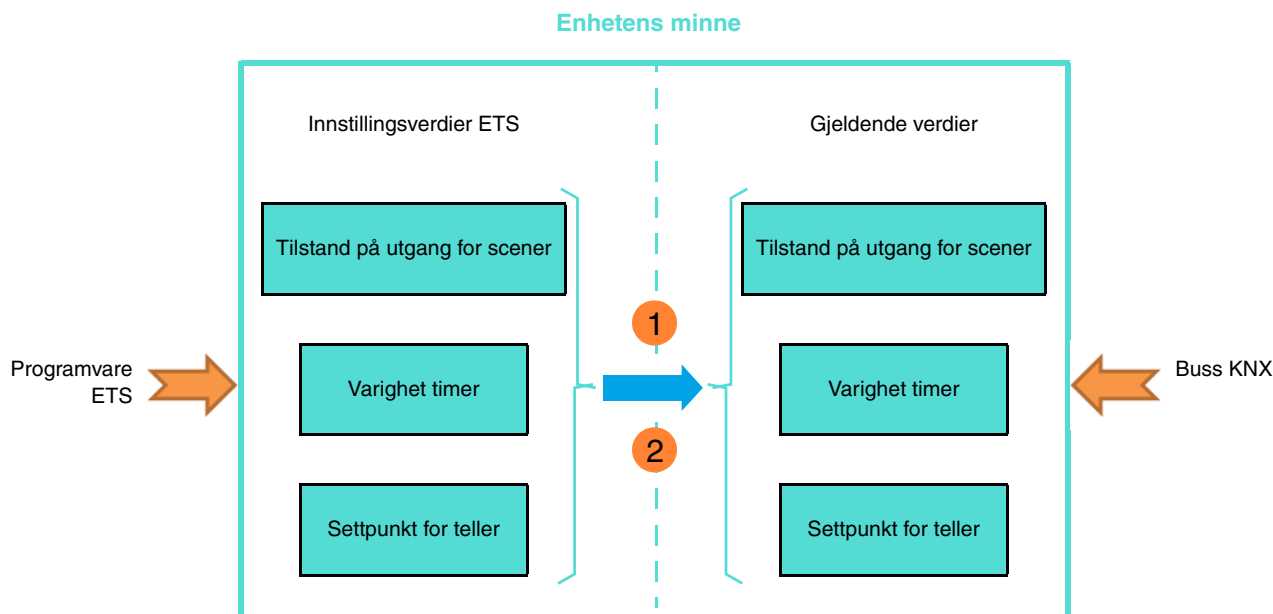 Enhetens minne
Innstillingsverdier ETS
Gjeldende verdier
Tilstand på utgang for scener
Tilstand på utgang for scener
1
Programvare
ETS
Varighet timer
Varighet timer
Buss KNX
2
Settpunkt for teller
Settpunkt for teller